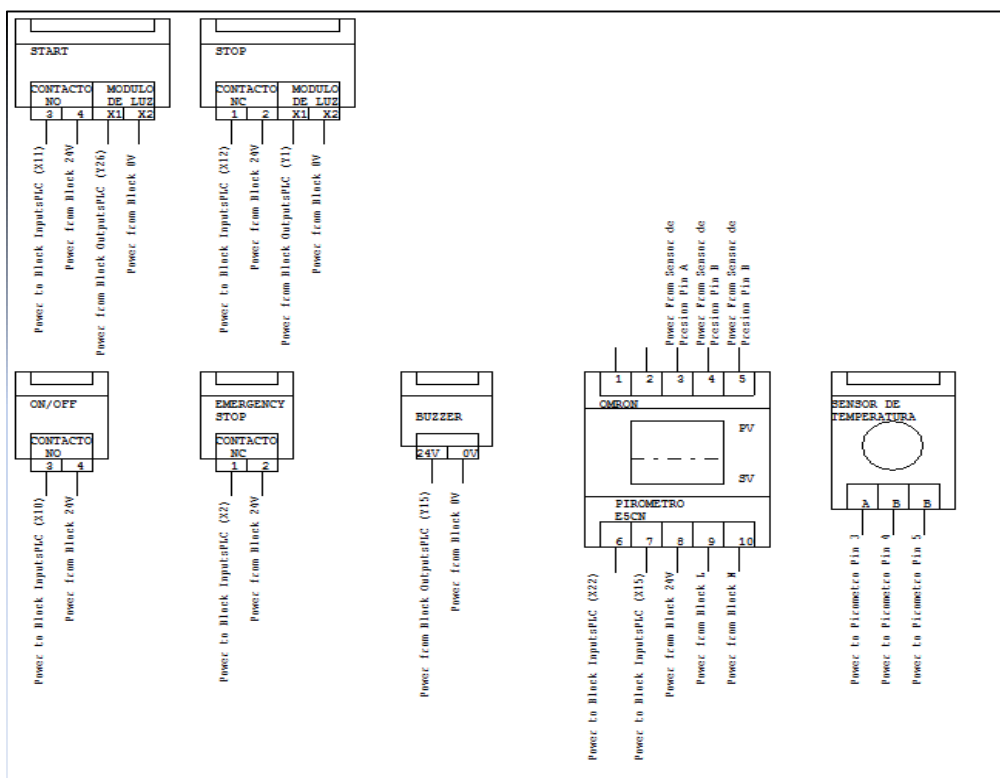 START
CONTACTO
NO
MODULO
DE LUZ
3 4 X1 X2
Power to Block InputsPLC (X11)
Power from Block 24V
Power from Block OutputsPLC (Y26)
Power from Block 0V
STOP
CONTACTO
NC
MODULO
DE LUZ
1 2 X1 X2
Power to Block InputsPLC (X12)
Power from Block 24V
Power from Block OutputsPLC (Y1)
Power from Block 0V
ON/OFF
CONTACTO
NO
3 4
Power to Block InputsPLC (X10)
Power from Block 24V
EMERGENCY
STOP
CONTACTO
NC
1 2
Power to Block InputsPLC (X2)
Power from Block 24V
BUZZER
24V 0V
Power from Block OutputsPLC (Y15)
Power from Block 0V
Power From Sensor de
Presion Pin A
Power From Sensor de
Presion Pin B
Power From Sensor de
Presion Pin B
1 2 3 4 5
OMRON
PV
SV
PIROMETRO
E5CN
6 7 8 9 10
Power to Block InputsPLC (X22)
Power to Block InputsPLC (X15)
Power from Block 24V
Power from Block L
Power from Block N
SENSOR DE
TEMPERATURA
A B B
Power to Pirometro Pin 3
Power to Pirometro Pin 4
Power to Pirometro Pin 5